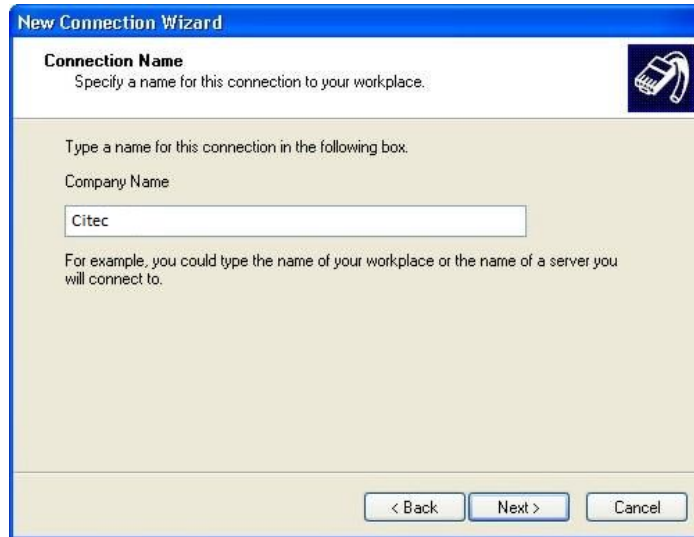 New Connection Wizard
Connection Name
Specify a name for this connection to your workplace.
Type a name for this connection in the following box.
Company Name
Citec
For example, you could type the name of your workplace or the name of a server you
will connect to.
< Back Next > Cancel